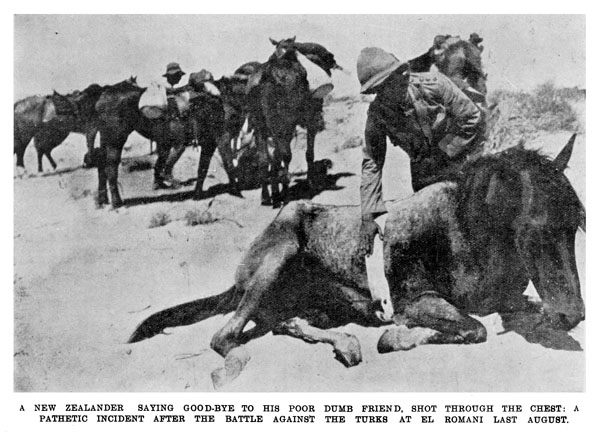 A NEW ZEALANDER SAYING GOOD-BYE TO HIS POOR DUMB FRIEND, SHOT THROUGH THE CHEST: A
PATHETIC INCIDENT AFTER THE BATTLE AGAINST THE TURKS AT EL ROMANI LAST AUGUST.